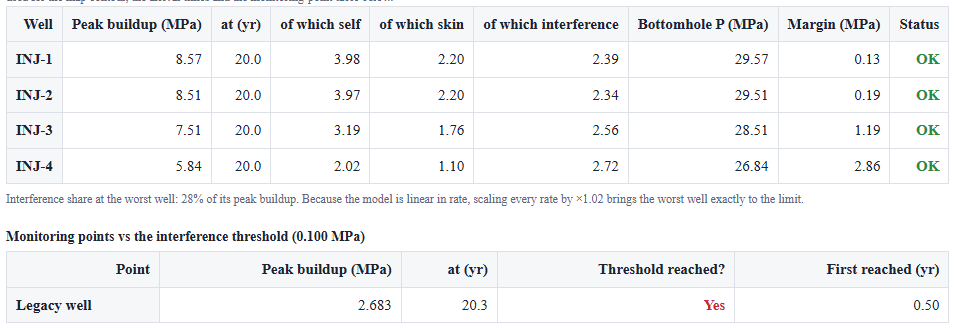 Well Peak buildup (MPa) at (yr) of which self of which skin of which interference Bottomhole P (MPa) Margin (MPa) Status
INJ-1 8.57 20.0 3.98 2.20 2.39 29.57 0.13 OK
INJ-2 8.51 20.0 3.97 2.20 2.34 29.51 0.19 OK
INJ-3 7.51 20.0 3.19 1.76 2.56 28.51 1.19 OK
INJ-4 5.84 20.0 2.02 1.10 2.72 26.84 2.86 OK
Interference share at the worst well: 28% of its peak buildup. Because the model is linear in rate, scaling every rate by ×1.02 brings the worst well exactly to the limit.
Monitoring points vs the interference threshold (0.100 MPa)
Point Peak buildup (MPa) at (yr) Threshold reached? First reached (yr)
Legacy well 2.683 20.3 Yes 0.50